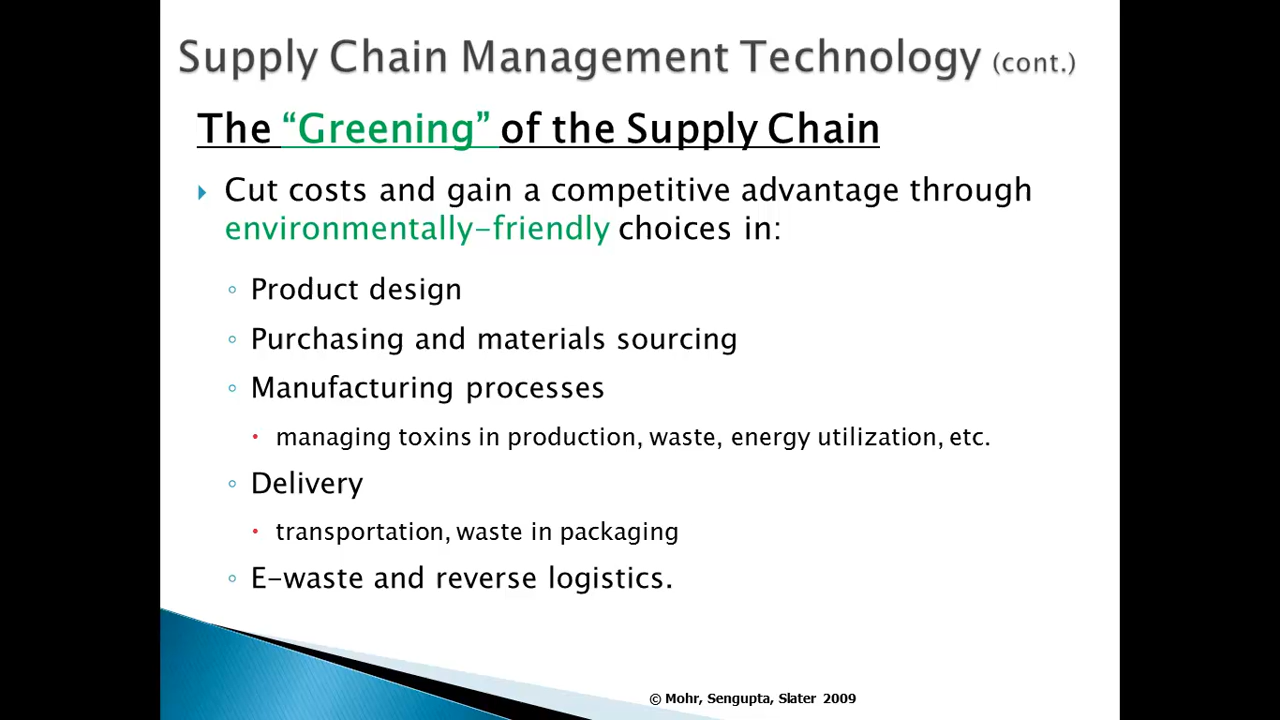 Supply Chain Management Technology (cont.)
The “Greening” of the Supply Chain
Cut costs and gain a competitive advantage through
environmentally-friendly choices in:
Product design
Purchasing and materials sourcing
Manufacturing processes
managing toxins in production, waste, energy utilization, etc.
Delivery
transportation, waste in packaging
E-waste and reverse logistics.
© Mohr, Sengupta, Slater 2009